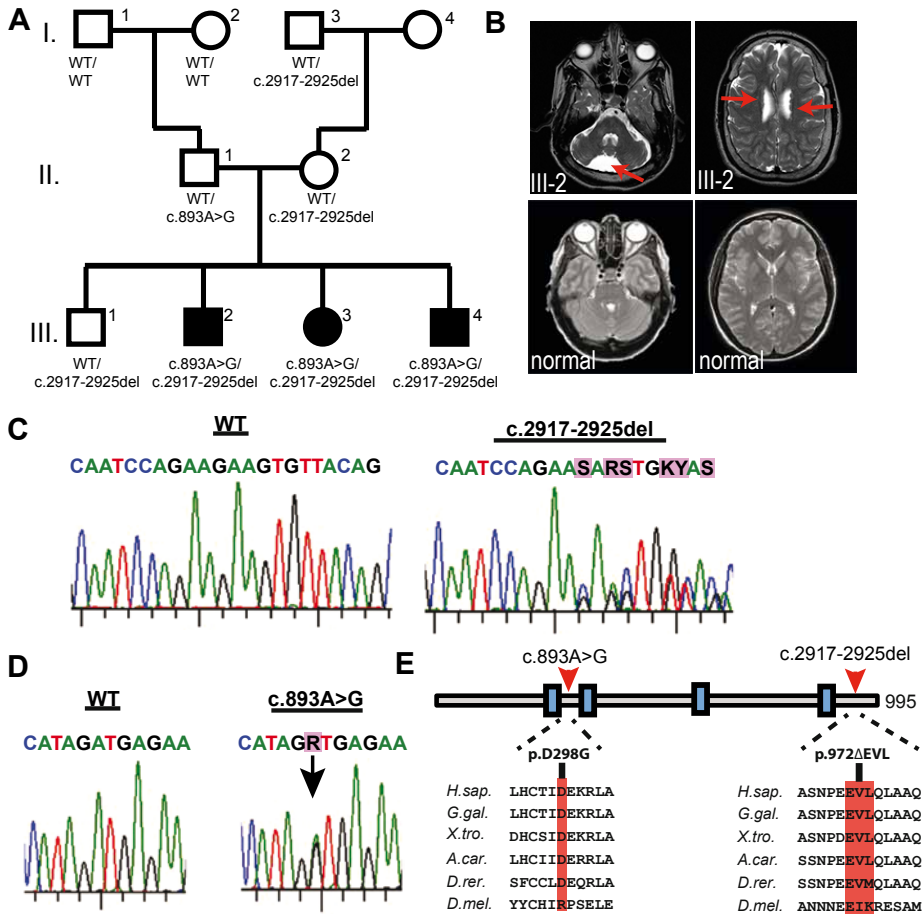 A
I.
1
2
3
4
WT/
WT
WT/
WT
WT/
c.2917-2925del
II.
1
2
WT/
c.893A>G
WT/
c.2917-2925del
III.
1
2
3
4
WT/
c.2917-2925del
c.893A>G/
c.2917-2925del
c.893A>G/
c.2917-2925del
c.893A>G/
c.2917-2925del
B
III-2
III-2
normal
normal
C
WT
CAATCCAGAAGAAGTGTTACAG
c.2917-2925del
CAATCCAGAASARSTGKYAS
D
WT
CATAGATGAGAA
c.893A>G
CATAGRTGAGAA
E
c.893A>G
c.2917-2925del
995
p.D298G
H.sap. LHCTIDEKRLA
G.gal. LHCTIDEKRLA
X.tro. DHCSIDEKRLA
A.car. LHCIIDERRLA
D.rer. SFCCLDEQRLA
D.mel. YYCHIRPSELE
p.972ΔEVL
H.sap. ASNPEEVLQLAAQ
G.gal. ASNPEEVLQLAAQ
X.tro. ASNPDEVLQLAAQ
A.car. SSNPEEVLQLAAQ
D.rer. SSNPEEVMQLAAQ
D.mel. ANNNEEIKRESAM